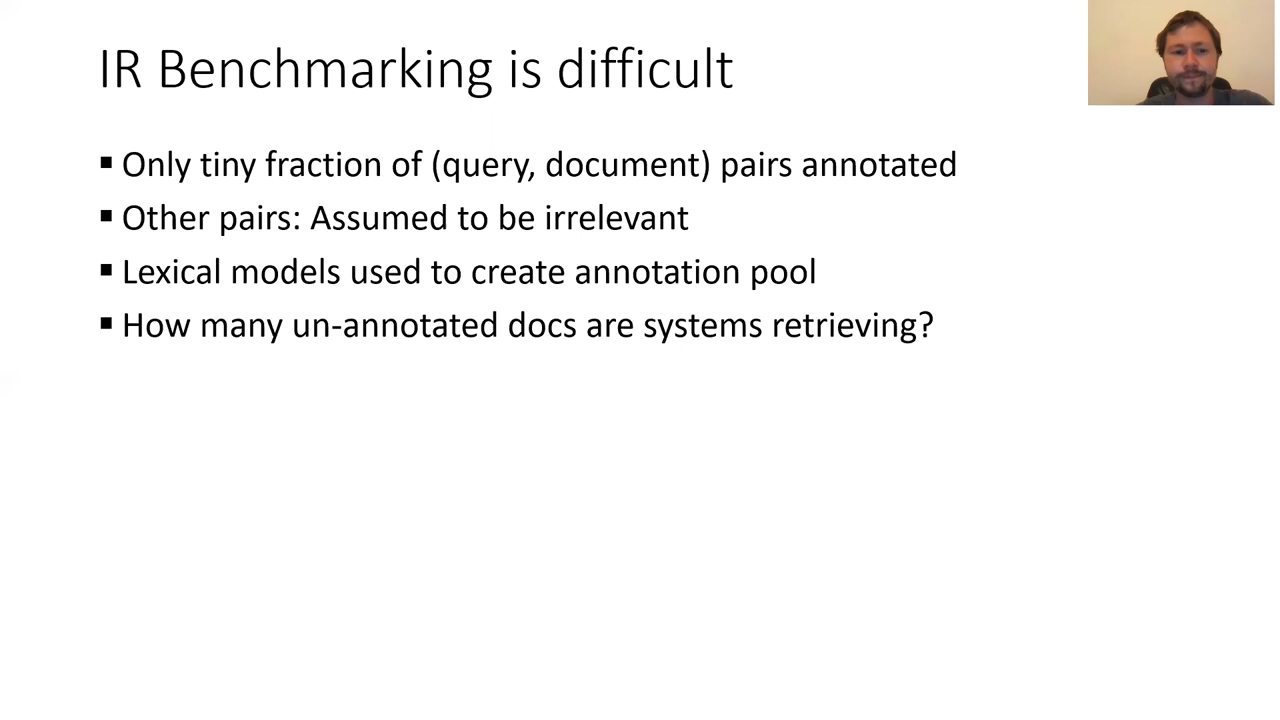 IR Benchmarking is difficult
▪ Only tiny fraction of (query, document) pairs annotated
▪ Other pairs: Assumed to be irrelevant
▪ Lexical models used to create annotation pool
▪ How many un-annotated docs are systems retrieving?